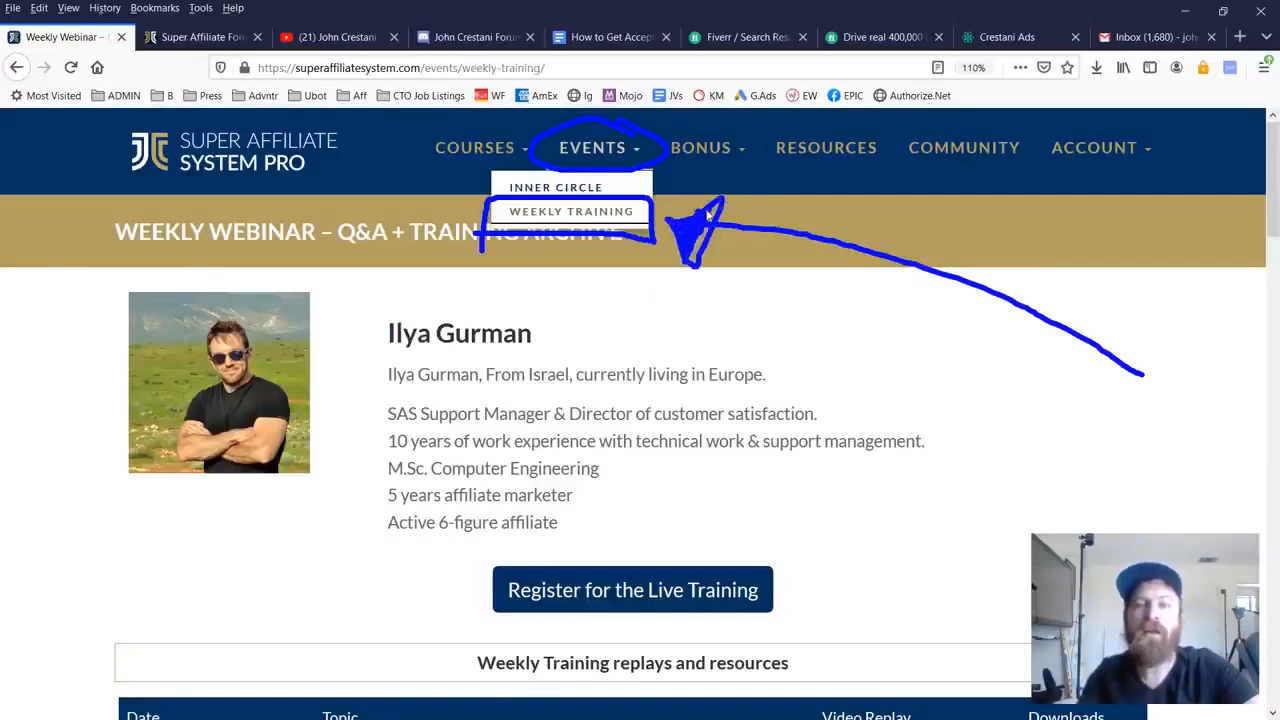 File Edit View History Bookmarks Tools Help
Weekly Webinar –
Super Affiliate For
(21) John Crestani
John Crestani Forum
How to Get Accep
Fiverr / Search Res
Drive real 400,000
Crestani Ads
Inbox (1,680) - joh
https://superaffiliatesystem.com/events/weekly-training/
110%
Most Visited ADMIN B Press Advntr Ubot Aff CTO Job Listings WF AmEx Ig Mojo JVs KM G.Ads EW EPIC Authorize.Net
SUPER AFFILIATE
SYSTEM PRO
COURSES EVENTS BONUS RESOURCES COMMUNITY ACCOUNT
INNER CIRCLE
WEEKLY TRAINING
WEEKLY WEBINAR – Q&A + TRAINING ARCHIVE
Ilya Gurman
Ilya Gurman, From Israel, currently living in Europe.
SAS Support Manager & Director of customer satisfaction.
10 years of work experience with technical work & support management.
M.Sc. Computer Engineering
5 years affiliate marketer
Active 6-figure affiliate
Register for the Live Training
Weekly Training replays and resources
Date Topic Video Replay Downloads